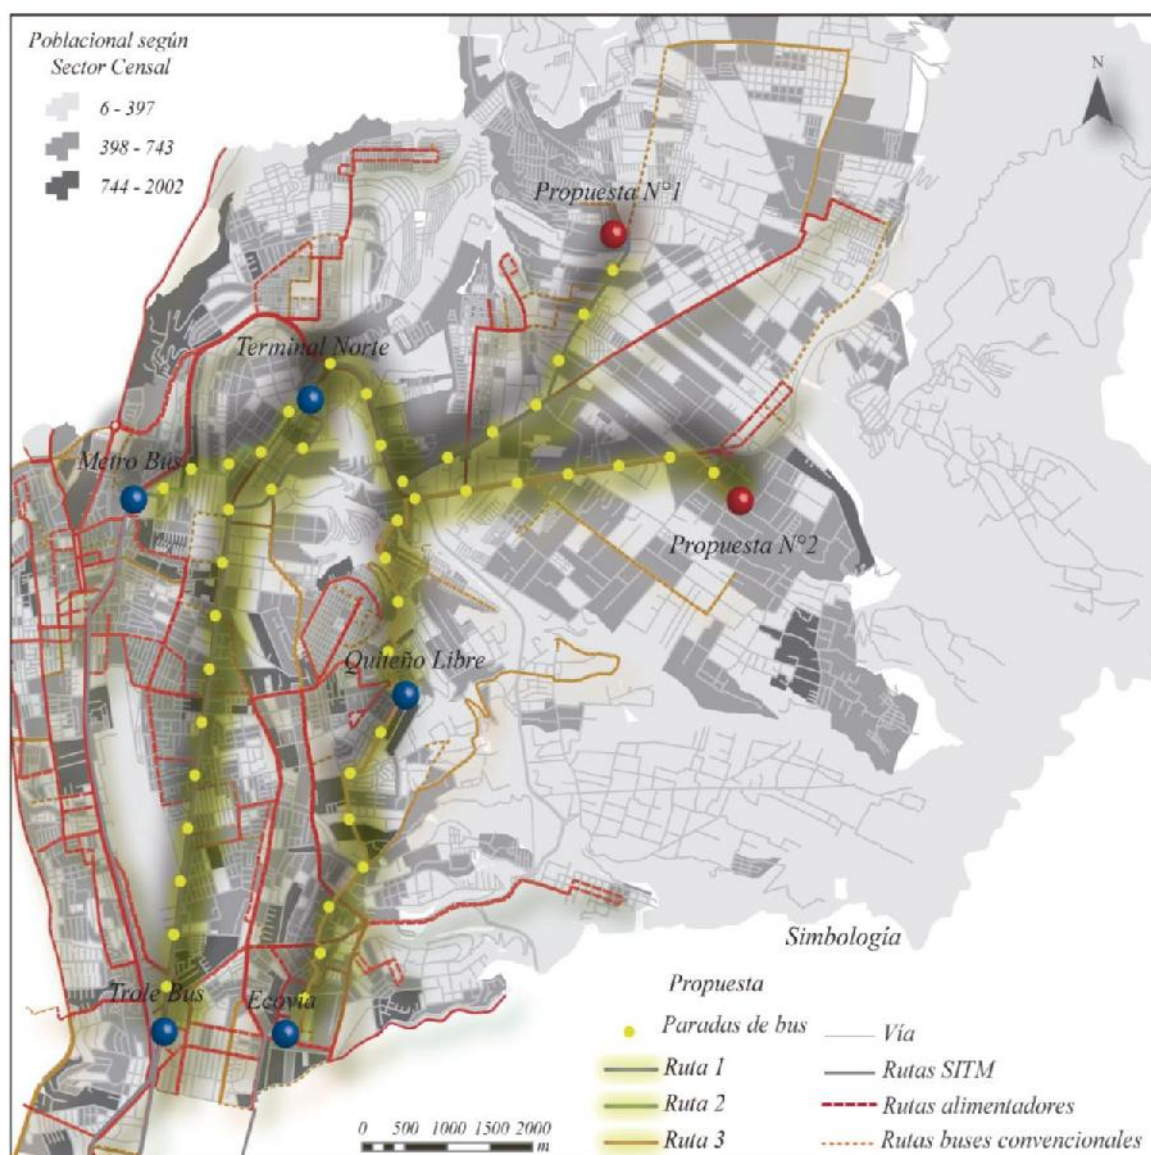 Poblacional según
Sector Censal
6 - 397
398 - 743
744 - 2002
N
Propuesta N°1
Terminal Norte
Metro Bus
Propuesta N°2
Quiteño Libre
Trole Bus
Ecovía
Simbología
Propuesta
Paradas de bus
Ruta 1
Ruta 2
Ruta 3
Vía
Rutas SITM
Rutas alimentadores
Rutas buses convencionales
0 500 1000 1500 2000
m